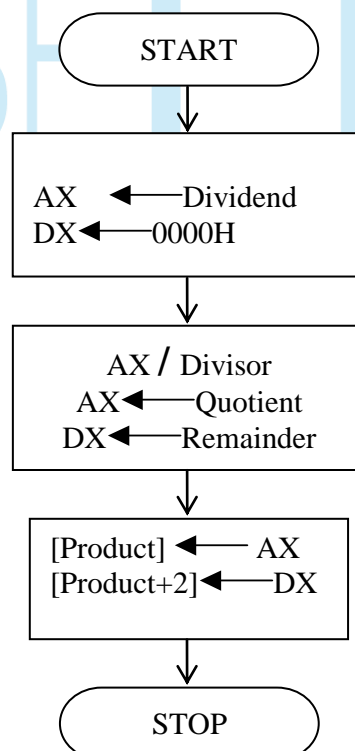 START
AX ← Dividend
DX ← 0000H
AX / Divisor
AX ← Quotient
DX ← Remainder
[Product] ← AX
[Product+2] ← DX
STOP